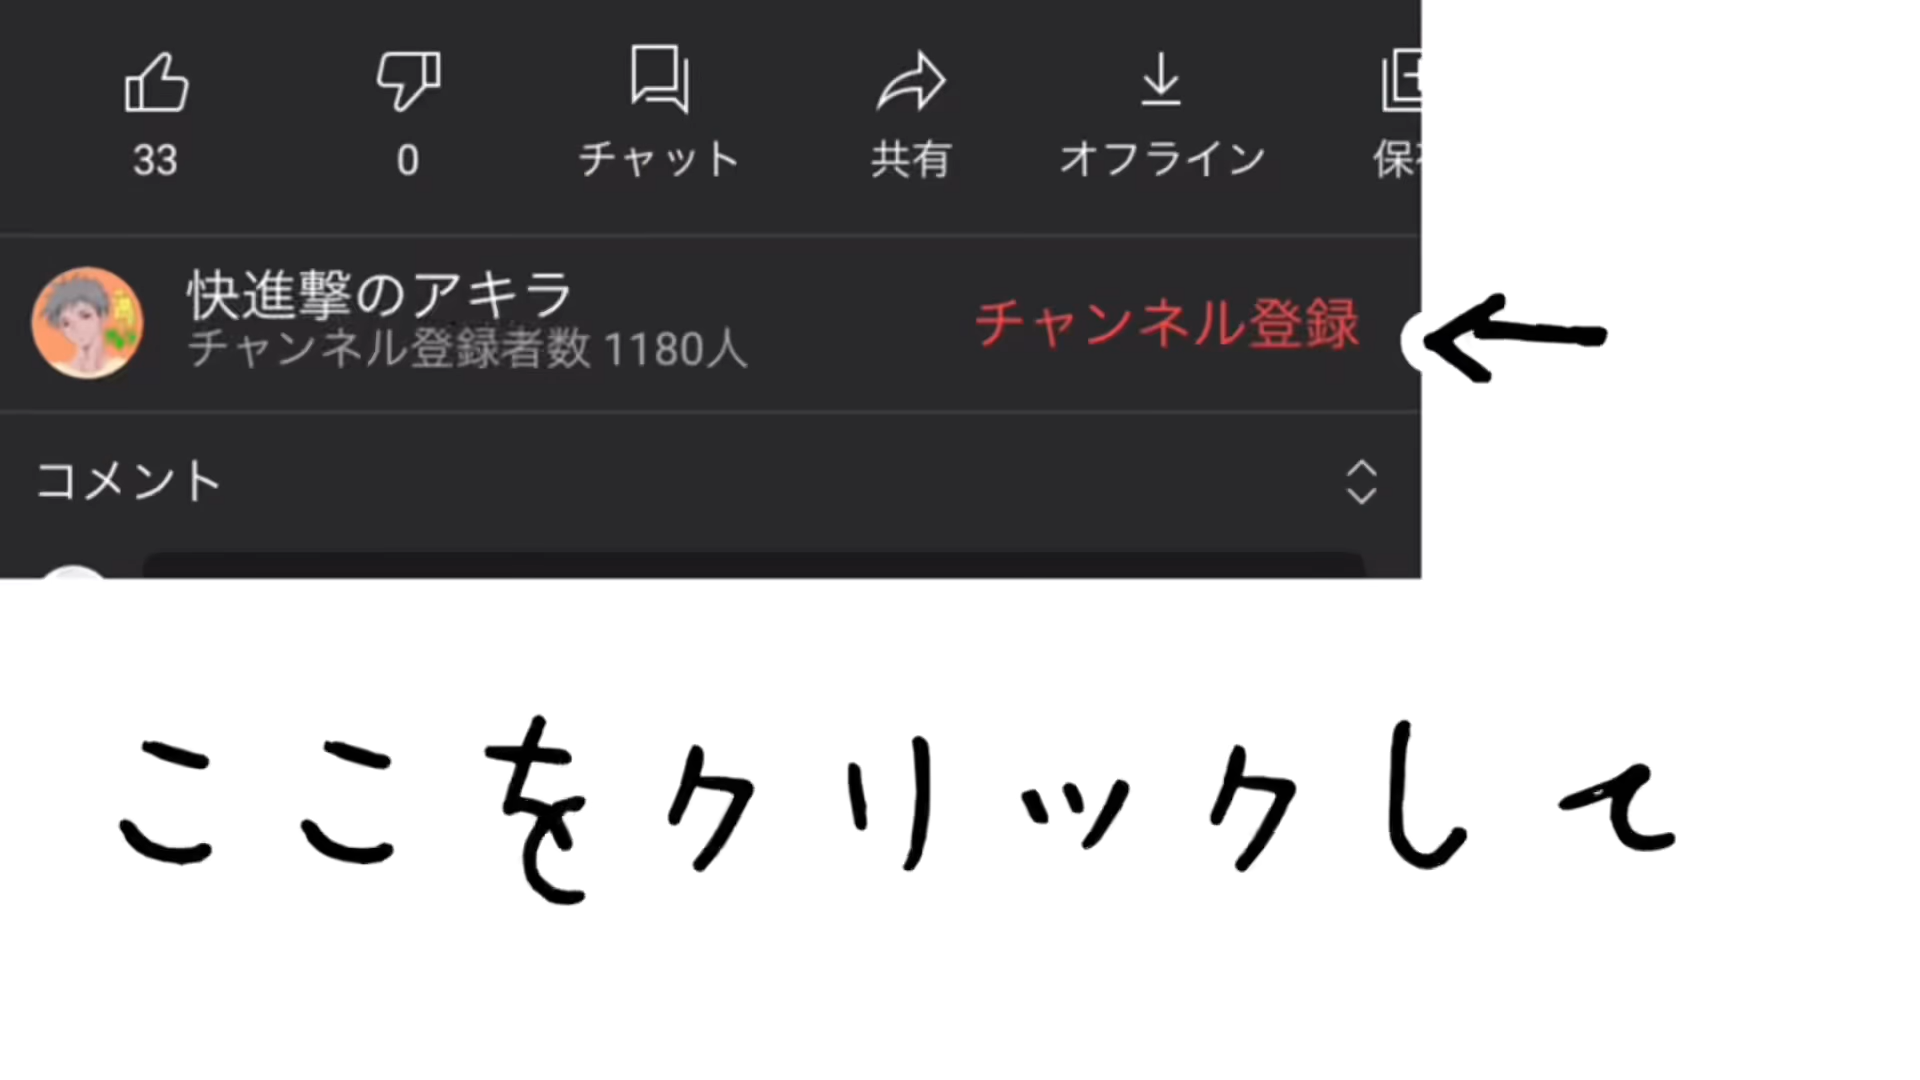 33 0 チャット 共有 オフライン 保
快進撃のアキラ
チャンネル登録者数 1180人
チャンネル登録
コメント
ここをクリックして